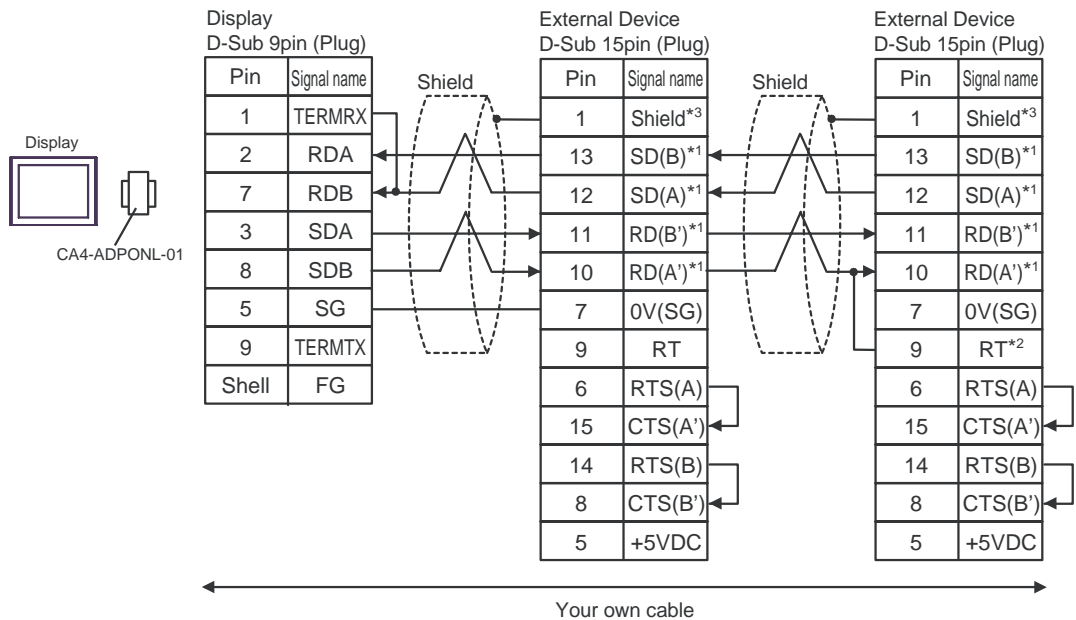 Display
D-Sub 9pin (Plug)
Pin Signal name
1 TERMRX
2 RDA
7 RDB
3 SDA
8 SDB
5 SG
9 TERMTX
Shell FG
Display
CA4-ADPONL-01
Shield
External Device
D-Sub 15pin (Plug)
Pin Signal name
1 Shield*3
13 SD(B)*1
12 SD(A)*1
11 RD(B’)*1
10 RD(A’)*1
7 0V(SG)
9 RT
6 RTS(A)
15 CTS(A’)
14 RTS(B)
8 CTS(B’)
5 +5VDC
Shield
External Device
D-Sub 15pin (Plug)
Pin Signal name
1 Shield*3
13 SD(B)*1
12 SD(A)*1
11 RD(B’)*1
10 RD(A’)*1
7 0V(SG)
9 RT*2
6 RTS(A)
15 CTS(A’)
14 RTS(B)
8 CTS(B’)
5 +5VDC
Your own cable